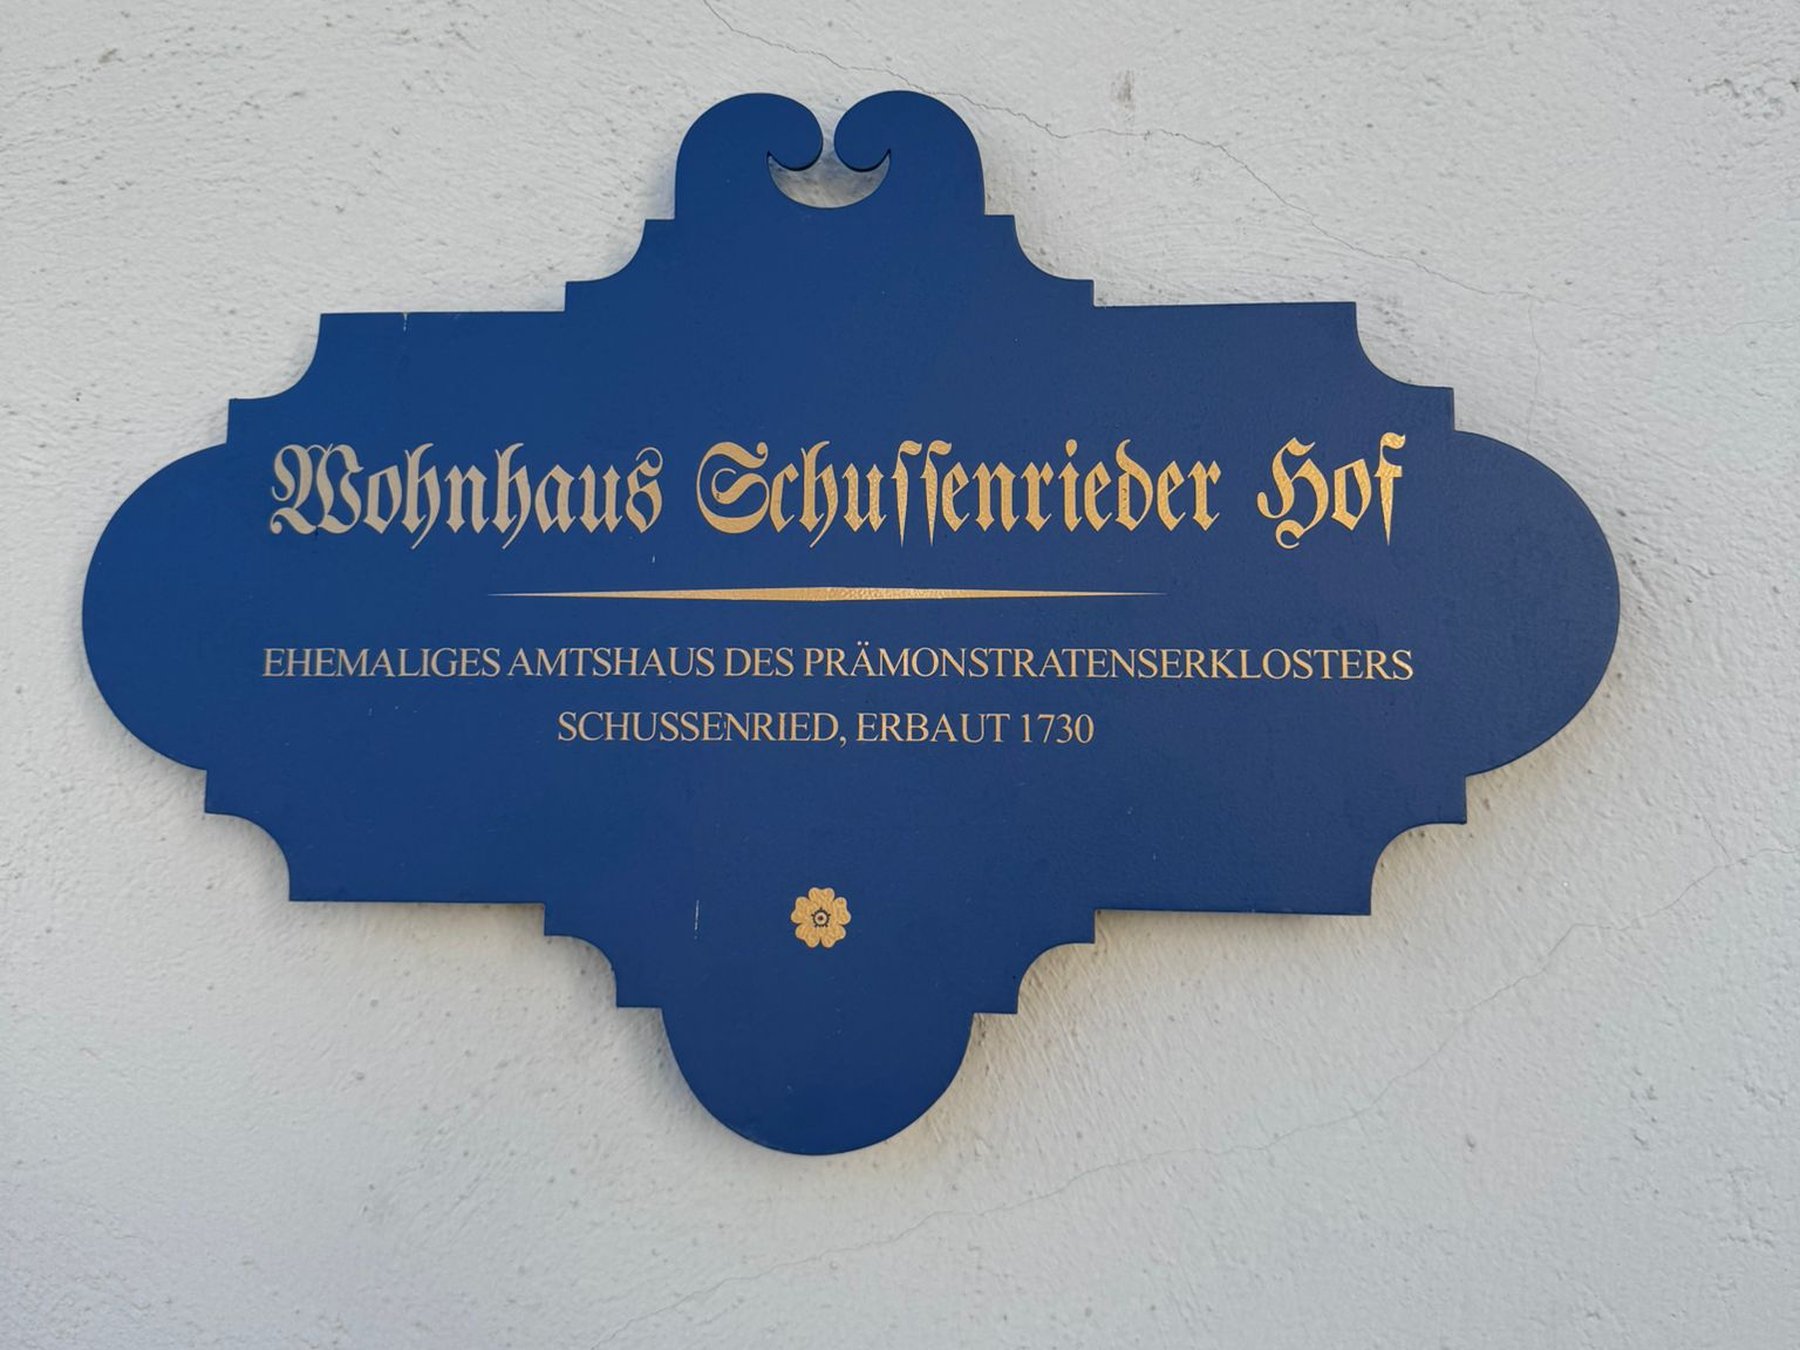 Wohnhaus Schuſſenrieder Hof
EHEMALIGES AMTSHAUS DES PRÄMONSTRATENSERKLOSTERS
SCHUSSENRIED, ERBAUT 1730